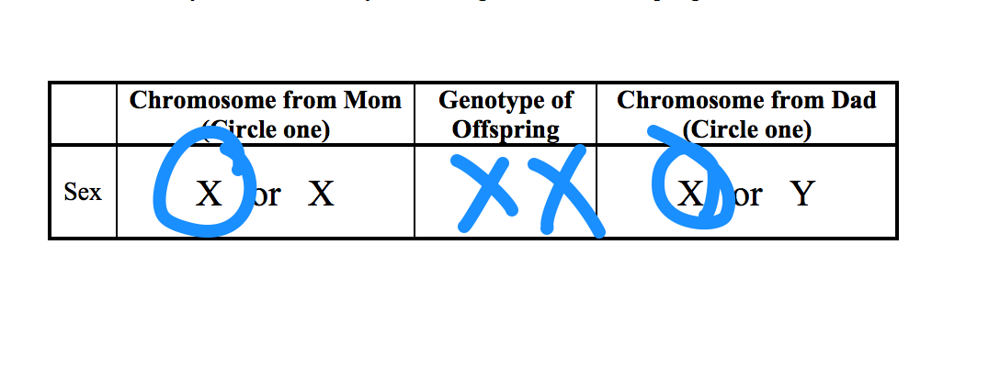 Chromosome from Mom
(Circle one)
Genotype of
Offspring
Chromosome from Dad
(Circle one)
Sex
X or X
XX
X or Y